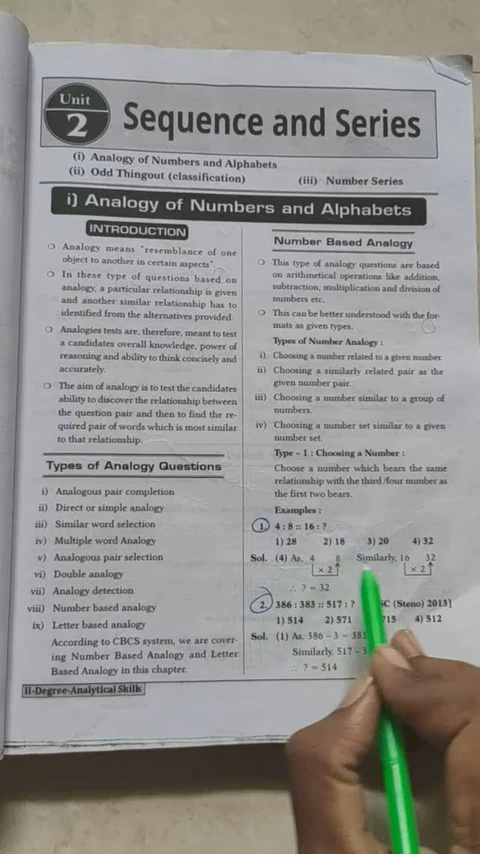 Unit
2
Sequence and Series
(i) Analogy of Numbers and Alphabets
(ii) Odd Thingout (classification)
(iii) Number Series
i) Analogy of Numbers and Alphabets
INTRODUCTION
❍ Analogy means "resemblance of one
object to another in certain aspects"
❍ In these type of questions based on
analogy, a particular relationship is given
and another similar relationship has to
identified from the alternatives provided.
❍ Analogies tests are, therefore, meant to test
a candidates overall knowledge, power of
reasoning and ability to think concisely and
accurately.
❍ The aim of analogy is to test the candidates
ability to discover the relationship between
the question pair and then to find the re-
quired pair of words which is most similar
to that relationship.
Types of Analogy Questions
i) Analogous pair completion
ii) Direct or simple analogy
iii) Similar word selection
iv) Multiple word Analogy
v) Analogous pair selection
vi) Double analogy
vii) Analogy detection
viii) Number based analogy
ix) Letter based analogy
According to CBCS system, we are cover-
ing Number Based Analogy and Letter
Based Analogy in this chapter.
II-Degree-Analytical Skills
Number Based Analogy
❍ This type of analogy questions are based
on arithmetical operations like addition,
subtraction, multiplication and division of
numbers etc.
❍ This can be better understood with the for-
mats as given types.
Types of Number Analogy :
i) Choosing a number related to a given number
ii) Choosing a similarly related pair as the
given number pair.
iii) Choosing a number similar to a group of
numbers.
iv) Choosing a number set similar to a given
number set.
Type - 1 : Choosing a Number :
Choose a number which bears the same
relationship with the third/four number as
the first two bears.
Examples :
1. 4 : 8 :: 16 : ?
1) 28 2) 18 3) 20 4) 32
Sol. (4) As, 4 8 Similarly, 16 32
× 2 × 2
∴ ? = 32
2. 386 : 383 :: 517 : ? (Steno) 2013]
1) 514 2) 571 715 4) 512
Sol. (1) As, 386 − 3 = 383
Similarly, 517 − 3
∴ ? = 514